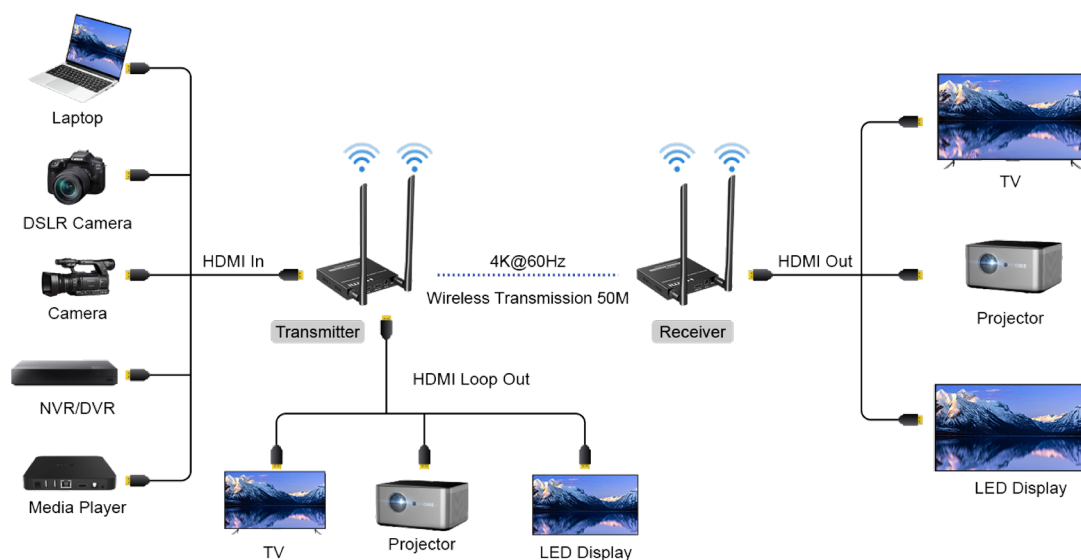 Laptop
DSLR Camera
Camera
NVR/DVR
Media Player
HDMI In
Transmitter
4K@60Hz
Wireless Transmission 50M
Receiver
HDMI Out
HDMI Loop Out
TV
Projector
LED Display
TV
Projector
LED Display